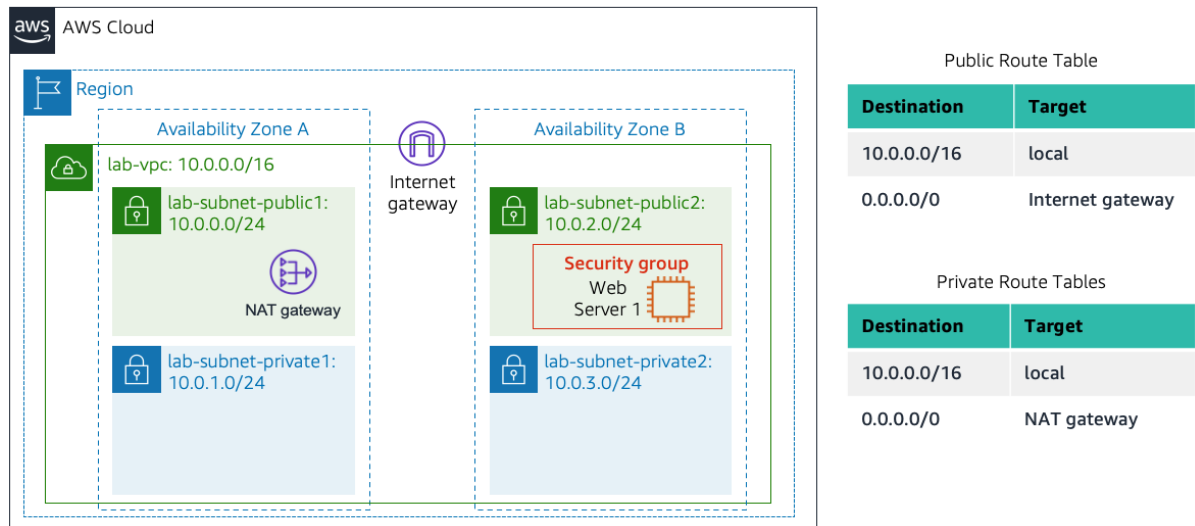 aws
AWS Cloud
Region
Availability Zone A
Availability Zone B
lab-vpc: 10.0.0.0/16
Internet
gateway
lab-subnet-public1:
10.0.0.0/24
NAT gateway
lab-subnet-public2:
10.0.2.0/24
Security group
Web
Server 1
lab-subnet-private1:
10.0.1.0/24
lab-subnet-private2:
10.0.3.0/24
Public Route Table
Destination Target
10.0.0.0/16 local
0.0.0.0/0 Internet gateway
Private Route Tables
Destination Target
10.0.0.0/16 local
0.0.0.0/0 NAT gateway